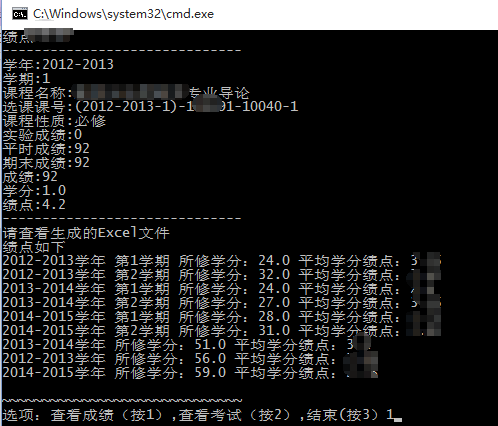 C:\Windows\system32\cmd.exe
绩点
------------------------------
学年:2012-2013
学期:1
课程名称: 专业导论
选课课号:(2012-2013-1)-1 01-10040-1
课程性质:必修
实验成绩:0
平时成绩:92
期末成绩:92
成绩:92
学分:1.0
绩点:4.2
------------------------------
请查看生成的Excel文件
绩点如下
2012-2013学年 第1学期 所修学分: 24.0 平均学分绩点:
2012-2013学年 第2学期 所修学分: 32.0 平均学分绩点:
2013-2014学年 第1学期 所修学分: 24.0 平均学分绩点:
2013-2014学年 第2学期 所修学分: 27.0 平均学分绩点:
2014-2015学年 第1学期 所修学分: 28.0 平均学分绩点:
2014-2015学年 第2学期 所修学分: 31.0 平均学分绩点:
2013-2014学年 所修学分: 51.0 平均学分绩点:
2012-2013学年 所修学分: 56.0 平均学分绩点:
2014-2015学年 所修学分: 59.0 平均学分绩点:
~~~~~~~~~~~~~~~~~~~~~~~~~~~~~~
选项: 查看成绩（按1）,查看考试（按2）,结束(按3）1_